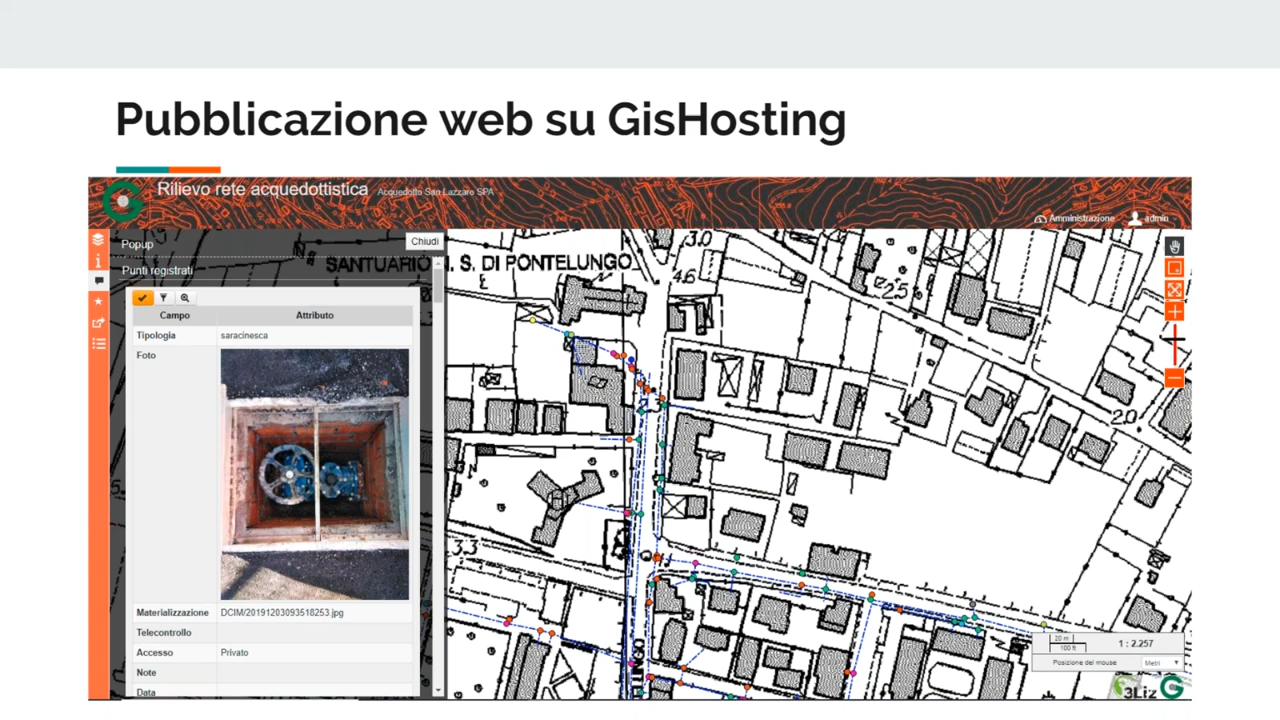 Pubblicazione web su GisHosting
Rilievo rete acquedottistica Acquedotto San Lazzaro SPA
Amministrazione admin
Popup
Chiudi
Punti registrati
Campo Attributo
Tipologia saracinesca
Foto
Materializzazione DCIM/20191203093518253.jpg
Telecontrollo
Accesso Privato
Note
Data
SANTUARIO N. S. DI PONTELUNGO
3.0
4.6
2.5
2.0
3.3
20 m
100 ft
1 : 2.257
Posizione del mouse Metri
3Liz